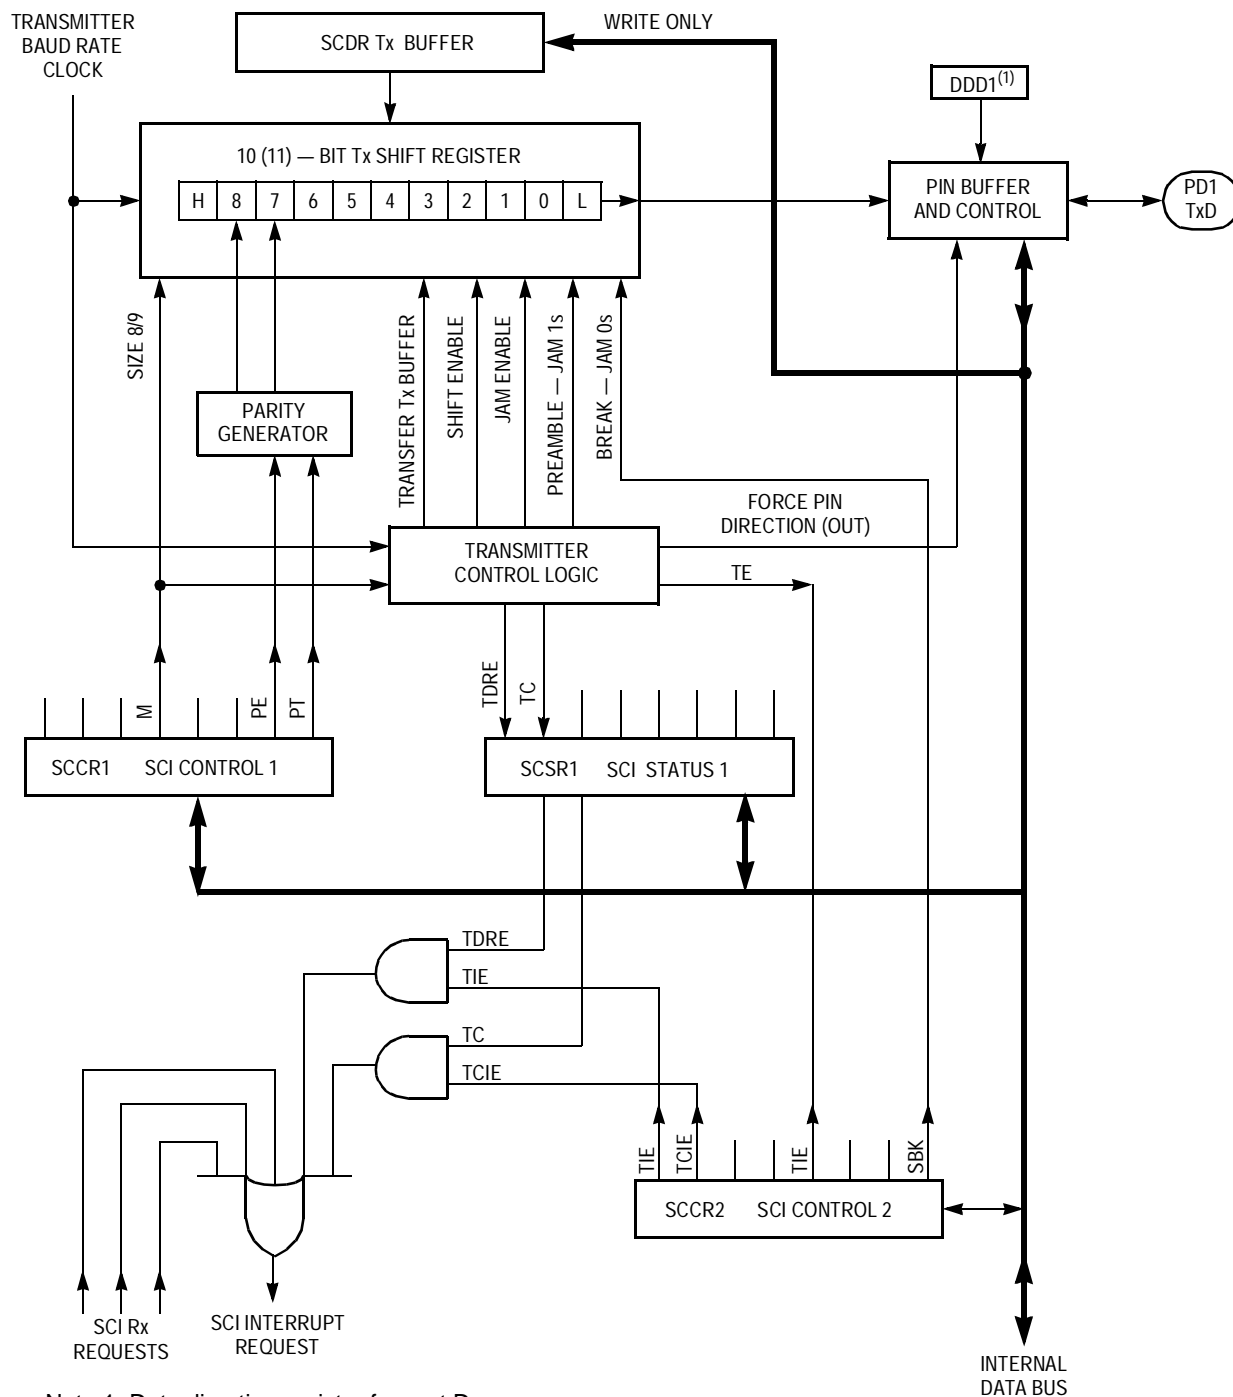 TRANSMITTER
BAUD RATE
CLOCK
SCDR Tx BUFFER
WRITE ONLY
DDD1(1)
10 (11) — BIT Tx SHIFT REGISTER
H 8 7 6 5 4 3 2 1 0 L
PIN BUFFER
AND CONTROL
PD1
TxD
SIZE 8/9
TRANSFER Tx BUFFER
SHIFT ENABLE
JAM ENABLE
PREAMBLE — JAM 1s
BREAK — JAM 0s
PARITY
GENERATOR
FORCE PIN
DIRECTION (OUT)
TRANSMITTER
CONTROL LOGIC
TE
TDRE
TC
M
PE
PT
SCCR1 SCI CONTROL 1
SCSR1 SCI STATUS 1
TDRE
TIE
TC
TCIE
TIE
TCIE
TIE
SBK
SCCR2 SCI CONTROL 2
SCI Rx
REQUESTS
SCI INTERRUPT
REQUEST
INTERNAL
DATA BUS